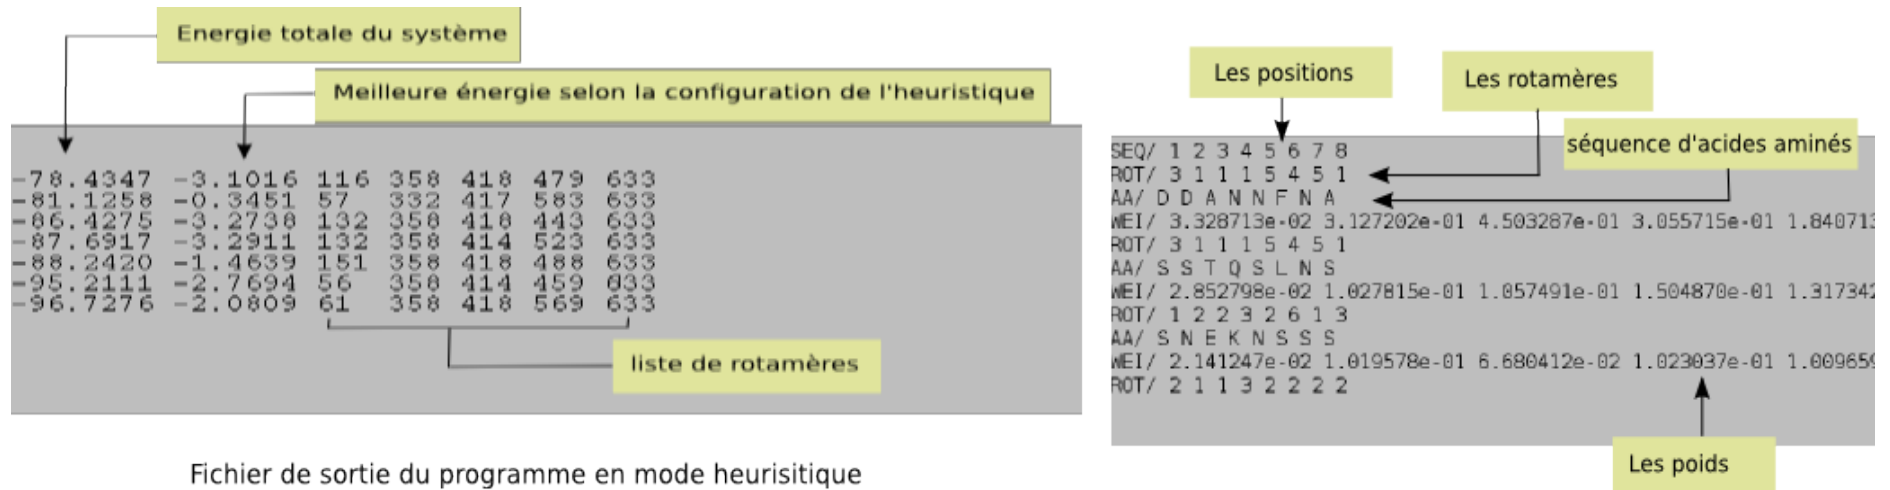 Energie totale du système
Meilleure énergie selon la configuration de l'heuristique
-78.4347 -3.1016 116 358 418 479 633
-81.1258 -0.3451 57 332 417 583 633
-86.4275 -3.2738 132 358 418 443 633
-87.6917 -3.2911 132 358 414 523 633
-88.2420 -1.4639 151 358 418 488 633
-95.2111 -2.7694 56 358 414 459 633
-96.7276 -2.0809 61 358 418 569 633
liste de rotamères
Fichier de sortie du programme en mode heurisitique
Les positions
Les rotamères
séquence d'acides aminés
SEQ/ 1 2 3 4 5 6 7 8
ROT/ 3 1 1 1 5 4 5 1
AA/ D D A N N F N A
WEI/ 3.328713e-02 3.127202e-01 4.503287e-01 3.055715e-01 1.840713
ROT/ 3 1 1 1 5 4 5 1
AA/ S S T Q S L N S
WEI/ 2.852798e-02 1.027815e-01 1.057491e-01 1.504870e-01 1.317342
ROT/ 1 2 2 3 2 6 1 3
AA/ S N E K N S S S
WEI/ 2.141247e-02 1.019578e-01 6.680412e-02 1.023037e-01 1.009659
ROT/ 2 1 1 3 2 2 2 2
Les poids